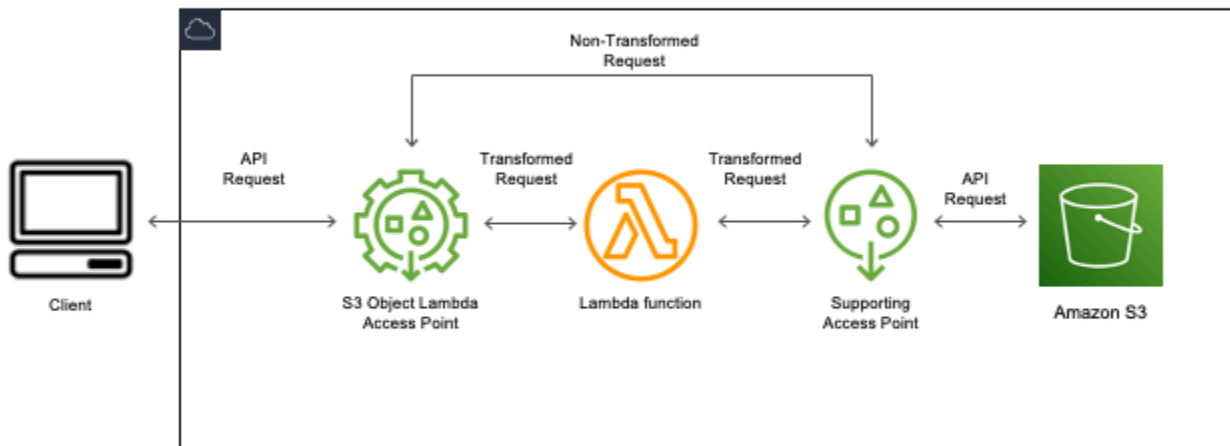 Non-Transformed
Request
API
Request
Transformed
Request
Transformed
Request
API
Request
Client
S3 Object Lambda
Access Point
Lambda function
Supporting
Access Point
Amazon S3